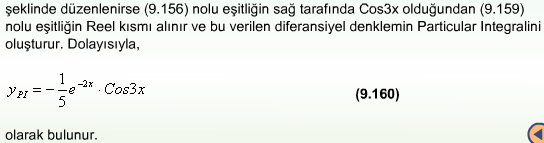 şeklinde düzenlenirse (9.156) nolu eşitliğin sağ tarafında Cos3x olduğundan (9.159)
nolu eşitliğin Reel kısmı alınır ve bu verilen diferansiyel denklemin Particular Integralini
oluşturur. Dolayısıyla,
y_{PI} = -\frac{1}{5} e^{-2x} \cdot Cos3x (9.160)
olarak bulunur.